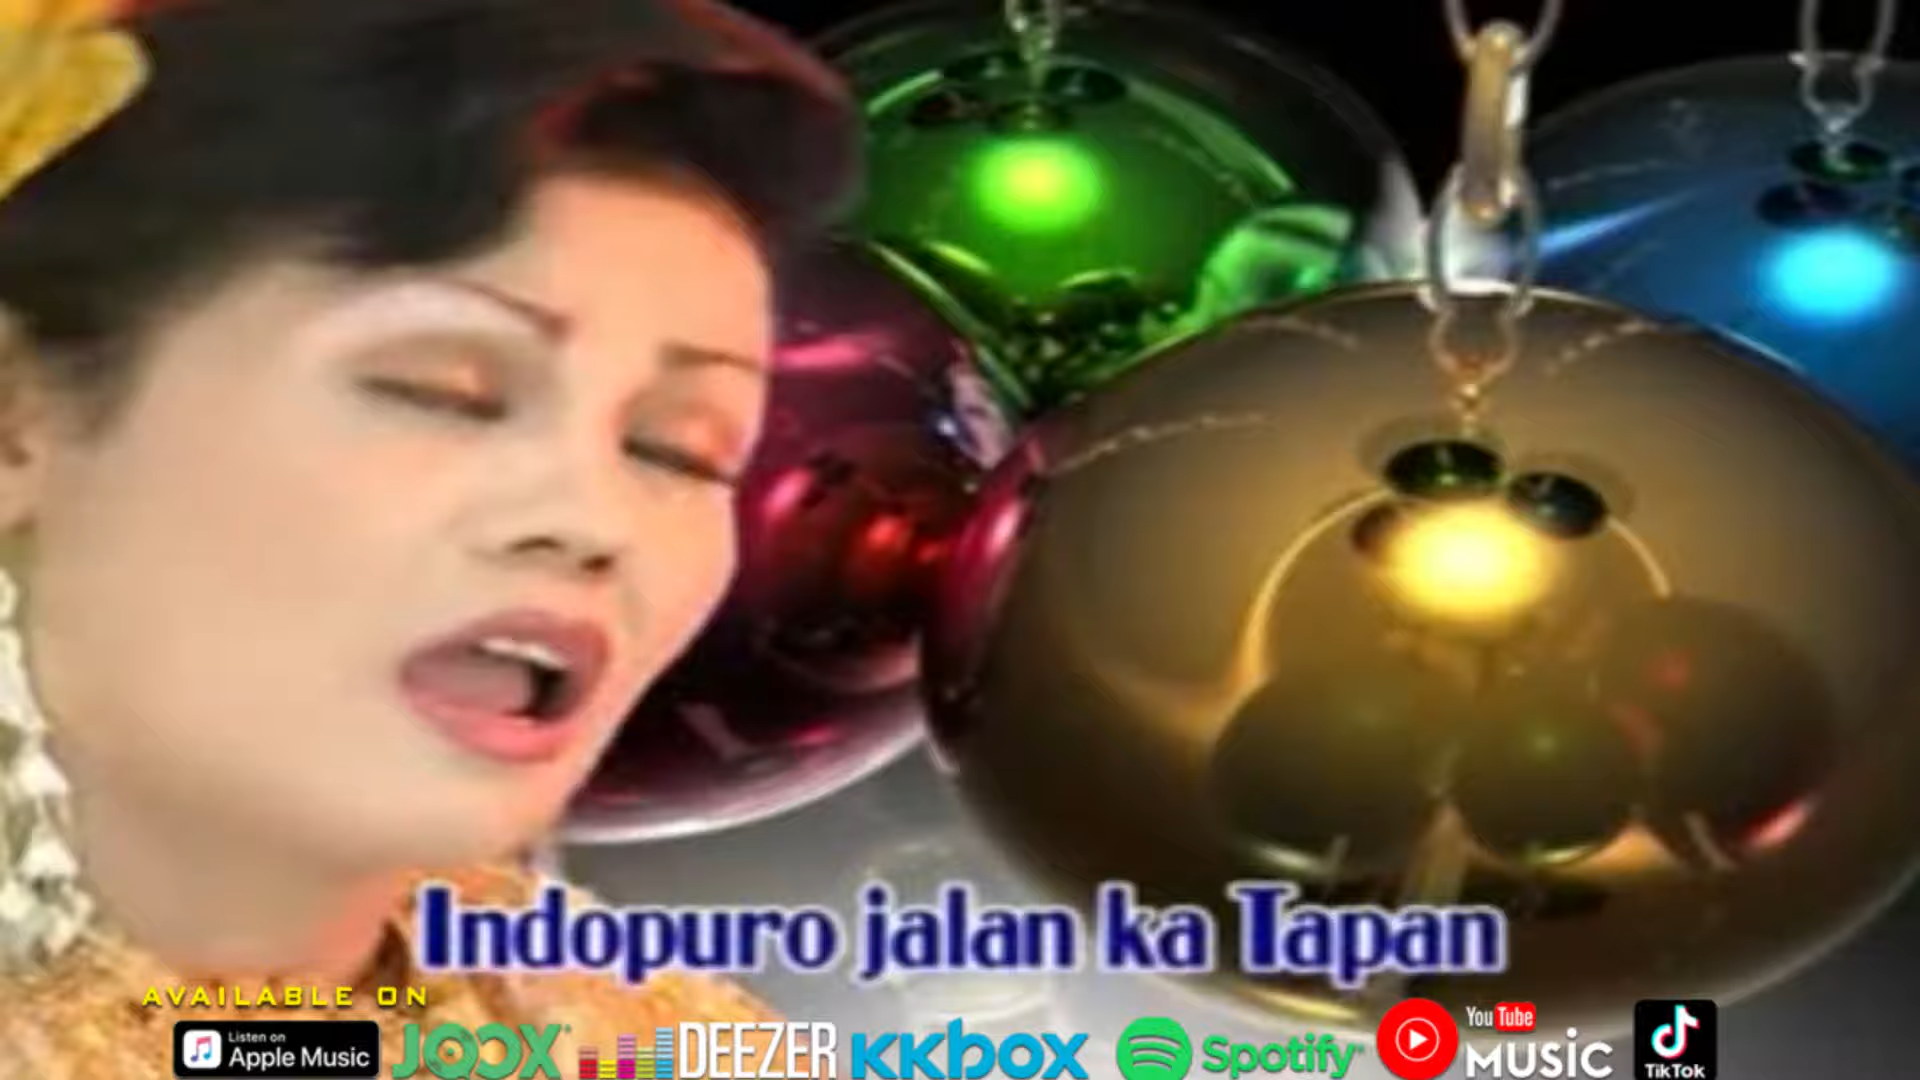 Indopuro jalan ka Tapan
AVAILABLE ON
Listen on
Apple Music
JOOX
DEEZER
KKBOX
Spotify
YouTube
MUSIC
TikTok